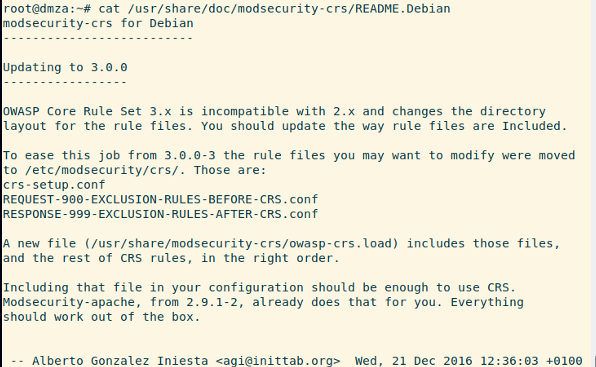 root@dmza:~# cat /usr/share/doc/modsecurity-crs/README.Debian
modsecurity-crs for Debian
-------------------------
Updating to 3.0.0
----------------
OWASP Core Rule Set 3.x is incompatible with 2.x and changes the directory
layout for the rule files. You should update the way rule files are Included.
To ease this job from 3.0.0-3 the rule files you may want to modify were moved
to /etc/modsecurity/crs/. Those are:
crs-setup.conf
REQUEST-900-EXCLUSION-RULES-BEFORE-CRS.conf
RESPONSE-999-EXCLUSION-RULES-AFTER-CRS.conf
A new file (/usr/share/modsecurity-crs/owasp-crs.load) includes those files,
and the rest of CRS rules, in the right order.
Including that file in your configuration should be enough to use CRS.
Modsecurity-apache, from 2.9.1-2, already does that for you. Everything
should work out of the box.
-- Alberto Gonzalez Iniesta <agi@inittab.org>  Wed, 21 Dec 2016 12:36:03 +0100